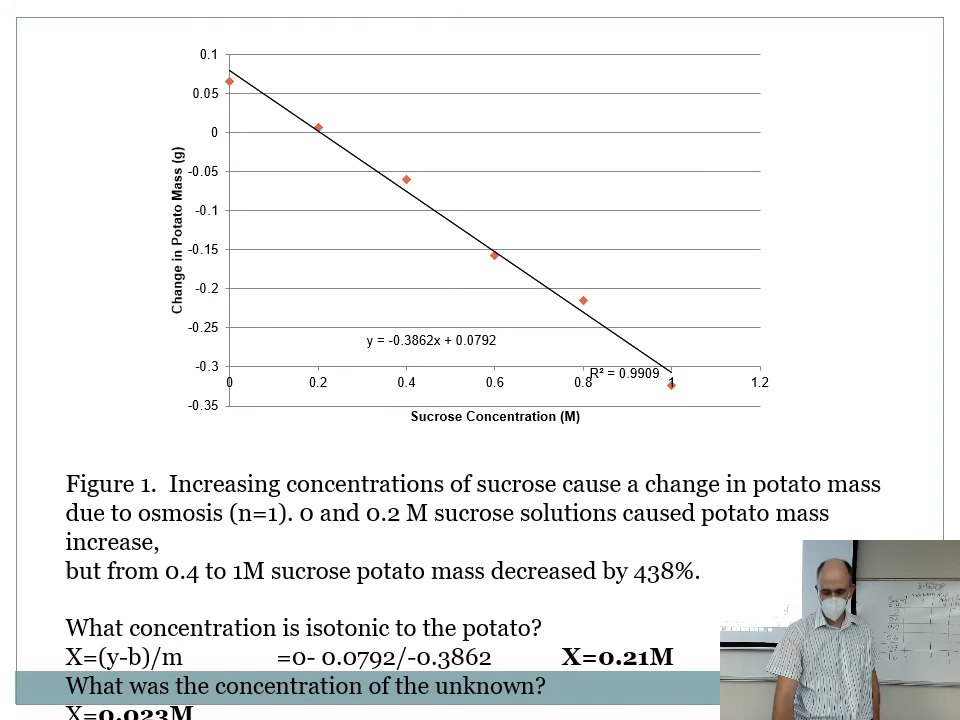 0.1
0.05
0
-0.05
-0.1
-0.15
-0.2
-0.25
-0.3
-0.35
Change in Potato Mass (g)
y = -0.3862x + 0.0792
R² = 0.9909
0 0.2 0.4 0.6 0.8 1 1.2
Sucrose Concentration (M)
Figure 1. Increasing concentrations of sucrose cause a change in potato mass
due to osmosis (n=1). 0 and 0.2 M sucrose solutions caused potato mass
increase,
but from 0.4 to 1M sucrose potato mass decreased by 438%.
What concentration is isotonic to the potato?
X=(y-b)/m =0- 0.0792/-0.3862 X=0.21M
What was the concentration of the unknown?
X=0.023M